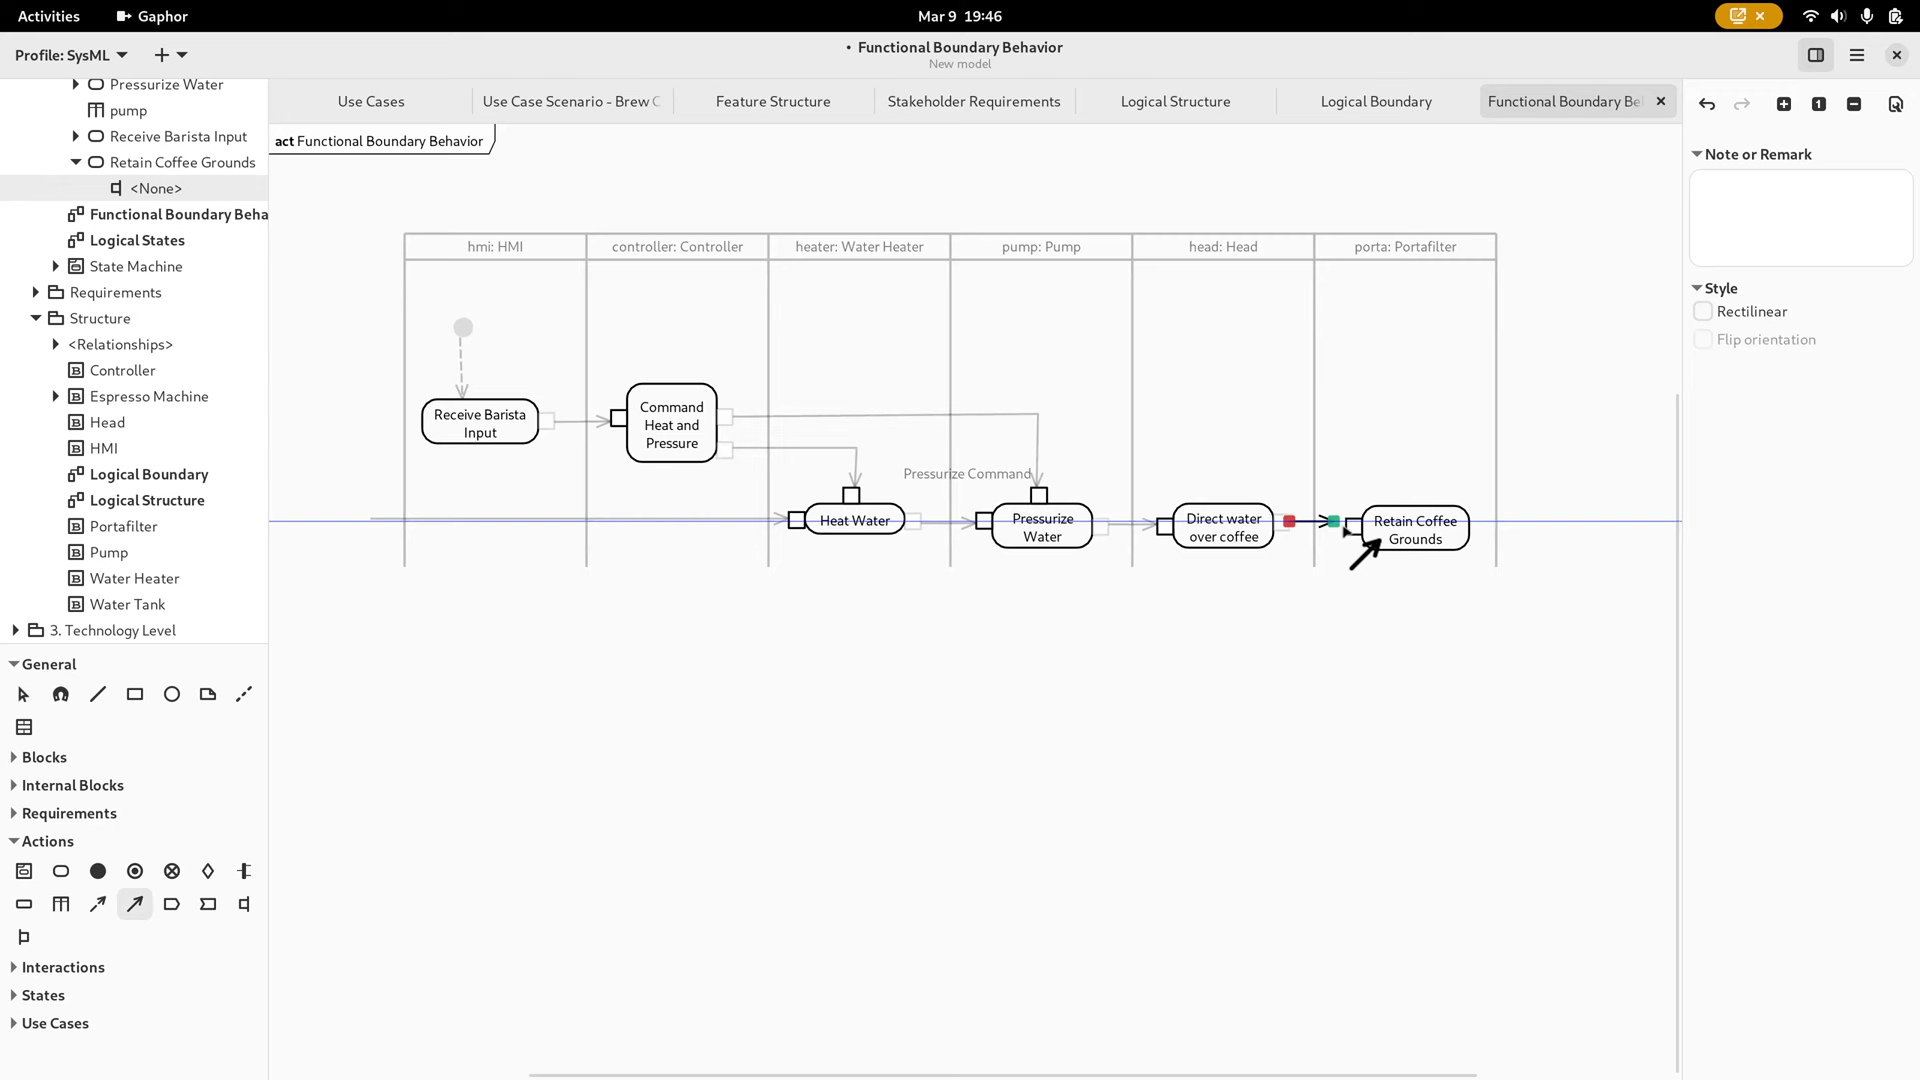 Activities
Gaphor
Mar 9 19:46
×
Profile: SysML
• Functional Boundary Behavior
New model
Pressurize Water
pump
Receive Barista Input
Retain Coffee Grounds
<None>
Functional Boundary Beha
Logical States
State Machine
Requirements
Structure
<Relationships>
Controller
Espresso Machine
Head
HMI
Logical Boundary
Logical Structure
Portafilter
Pump
Water Heater
Water Tank
3. Technology Level
General
Blocks
Internal Blocks
Requirements
Actions
Interactions
States
Use Cases
Use Cases
Use Case Scenario - Brew C
Feature Structure
Stakeholder Requirements
Logical Structure
Logical Boundary
Functional Boundary Be
act Functional Boundary Behavior
hmi: HMI
controller: Controller
heater: Water Heater
pump: Pump
head: Head
porta: Portafilter
Receive Barista
Input
Command
Heat and
Pressure
Pressurize Command
Heat Water
Pressurize
Water
Direct water
over coffee
Retain Coffee
Grounds
1
Note or Remark
Style
Rectilinear
Flip orientation